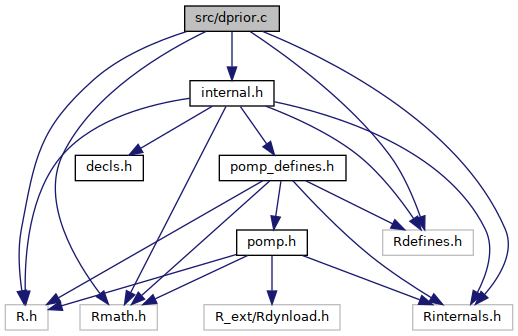 src/dprior.c
internal.h
decls.h
pomp_defines.h
pomp.h
Rdefines.h
R.h
Rmath.h
R_ext/Rdynload.h
Rinternals.h